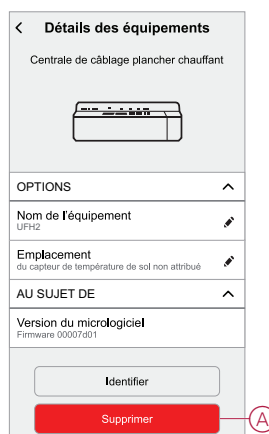 Détails des équipements
Centrale de câblage plancher chauffant
OPTIONS
Nom de l'équipement
UFH2
Emplacement
du capteur de température de sol non attribué
AU SUJET DE
Version du micrologiciel
Firmware 00007d01
Identifier
Supprimer
A